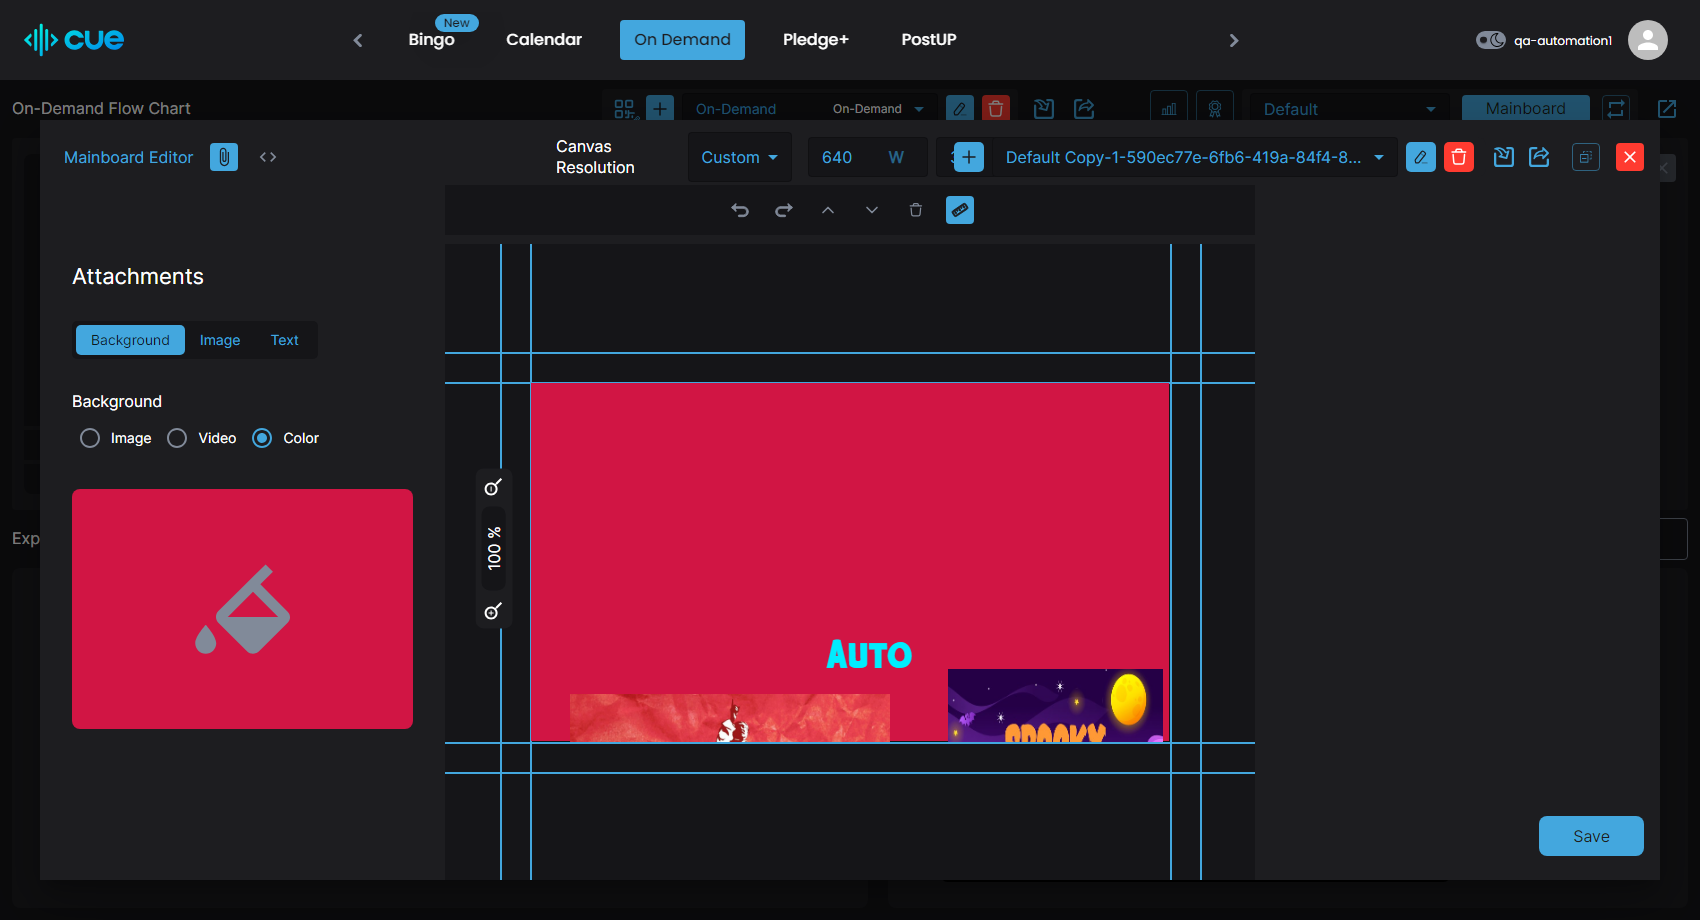 cue
New
Bingo
Calendar
On Demand
Pledge+
PostUP
qa-automation1
On-Demand Flow Chart
On-Demand
On-Demand
Default
Mainboard
Mainboard Editor
Canvas
Resolution
Custom
640 W
Default Copy-1-590ec77e-6fb6-419a-84f4-8...
Attachments
Background
Image
Text
Background
Image
Video
Color
100 %
Exp
AUTO
SPOOKY
Save